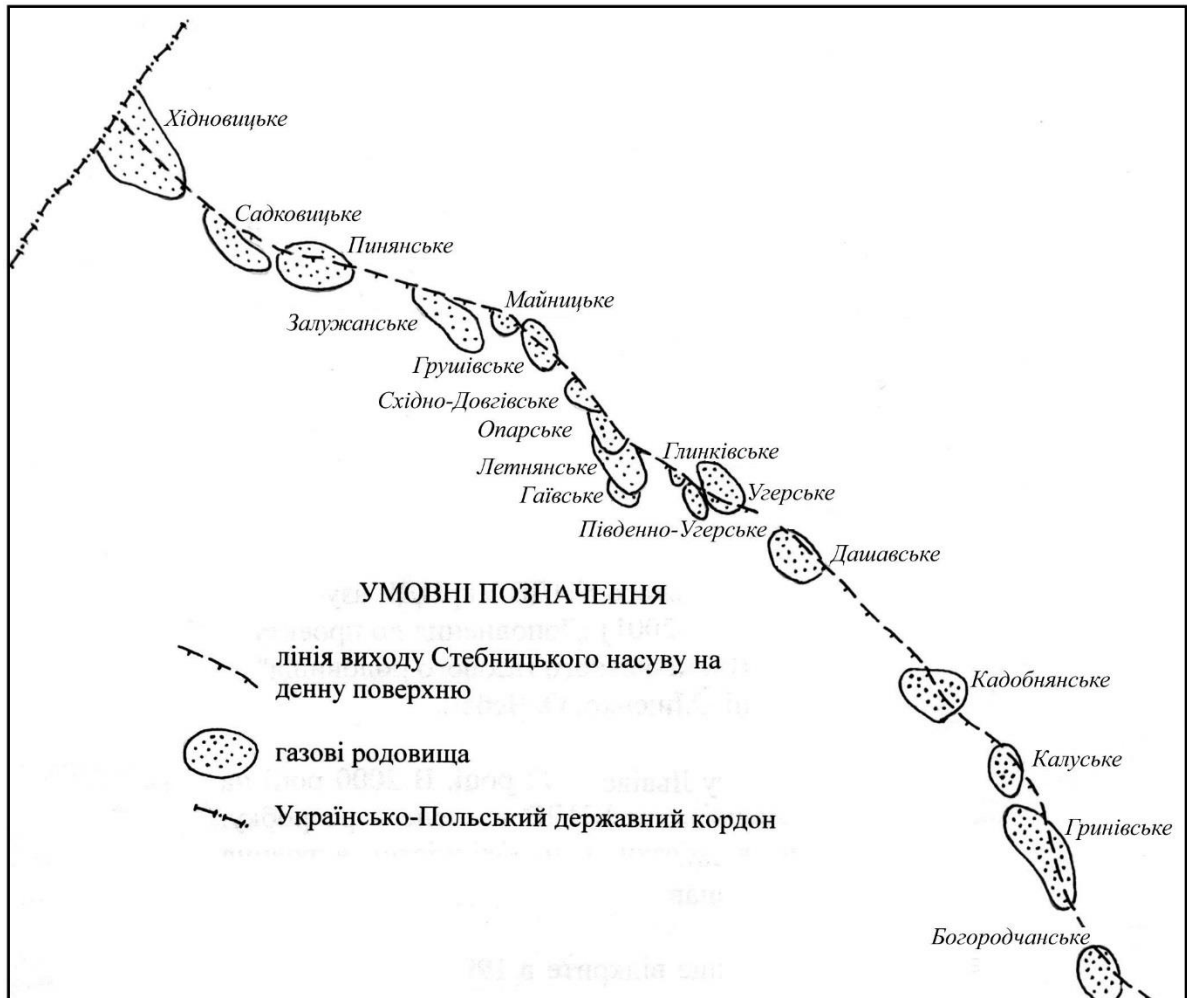 Хідновицьке
Садковицьке
Пинянське
Майницьке
Залужанське
Грушівське
Східно-Довгівське
Опарське
Глинківське
Летнянське
Гаївське
Угерське
Південно-Угерське
Дашавське
УМОВНІ ПОЗНАЧЕННЯ
лінія виходу Стебницького насуву на
денну поверхню
газові родовища
Українсько-Польський державний кордон
Кадобнянське
Калуське
Гринівське
Богородчанське